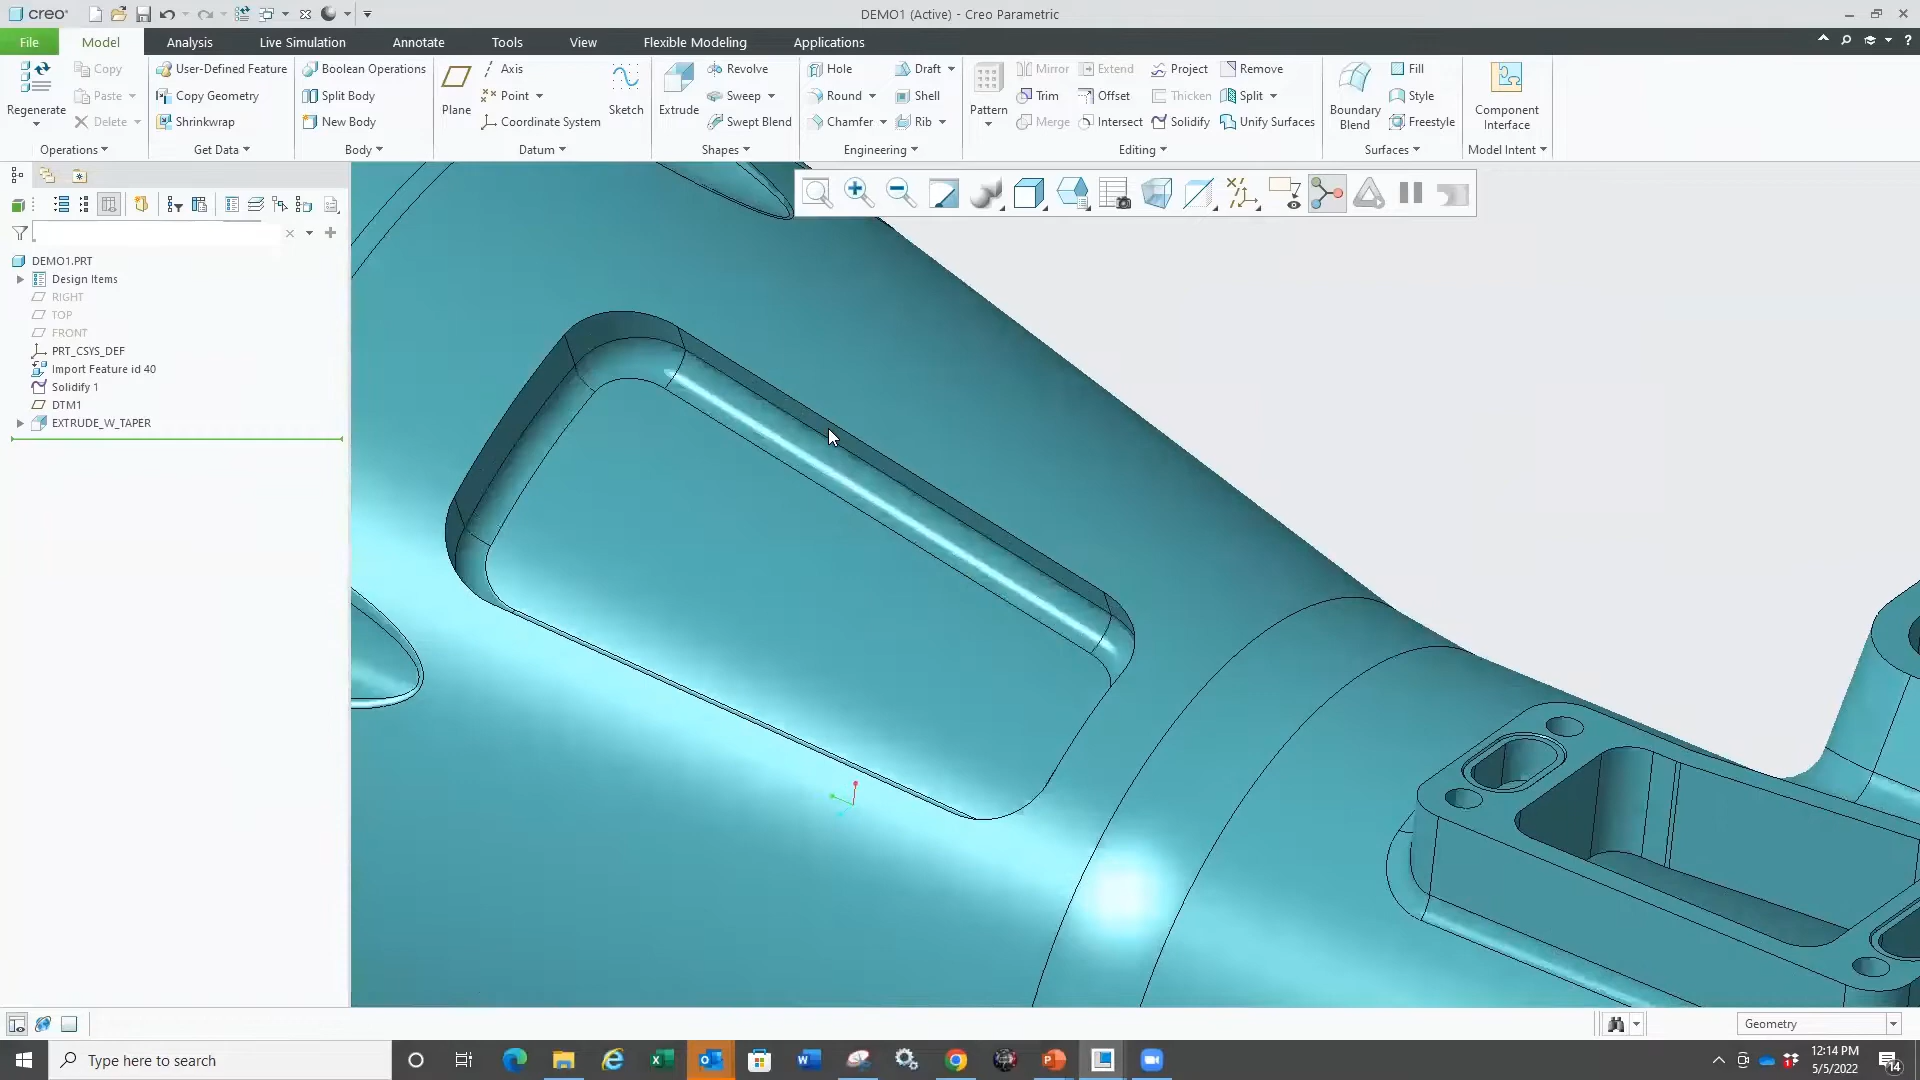 creo
DEMO1 (Active) - Creo Parametric
File
Model
Analysis
Live Simulation
Annotate
Tools
View
Flexible Modeling
Applications
Regenerate
Copy
Paste
Delete
Operations
User-Defined Feature
Copy Geometry
Shrinkwrap
Get Data
Boolean Operations
Split Body
New Body
Body
Plane
Axis
Point
Coordinate System
Sketch
Datum
Extrude
Revolve
Sweep
Swept Blend
Shapes
Hole
Round
Chamfer
Draft
Shell
Rib
Engineering
Pattern
Mirror
Trim
Merge
Extend
Offset
Intersect
Project
Thicken
Solidify
Remove
Split
Unify Surfaces
Editing
Boundary
Blend
Fill
Style
Freestyle
Surfaces
Component
Interface
Model Intent
DEMO1.PRT
Design Items
RIGHT
TOP
FRONT
PRT_CSYS_DEF
Import Feature id 40
Solidify 1
DTM1
EXTRUDE_W_TAPER
Geometry
Type here to search
12:14 PM
5/5/2022
14